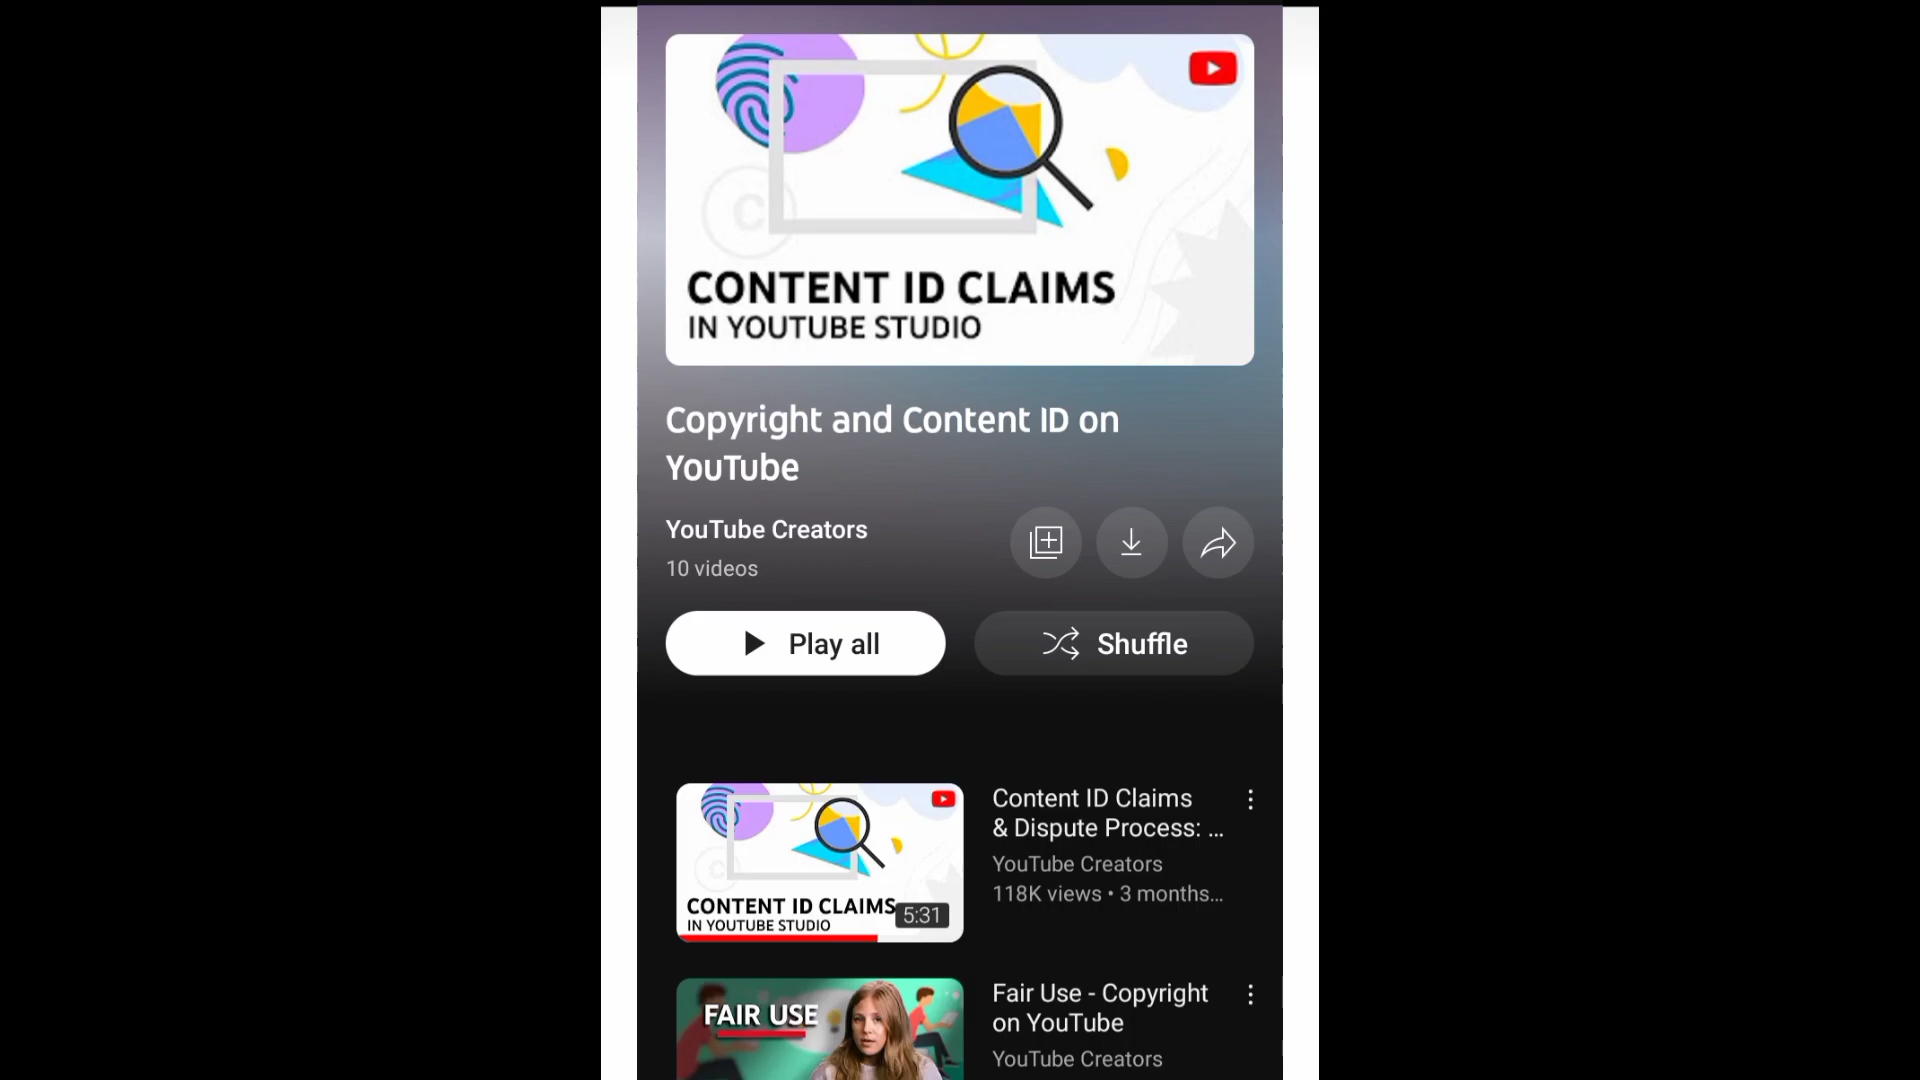 C
CONTENT ID CLAIMS
IN YOUTUBE STUDIO
Copyright and Content ID on
YouTube
YouTube Creators
10 videos
Play all
Shuffle
C
CONTENT ID CLAIMS
IN YOUTUBE STUDIO
5:31
Content ID Claims
& Dispute Process: ...
YouTube Creators
118K views • 3 months...
FAIR USE
Fair Use - Copyright
on YouTube
YouTube Creators